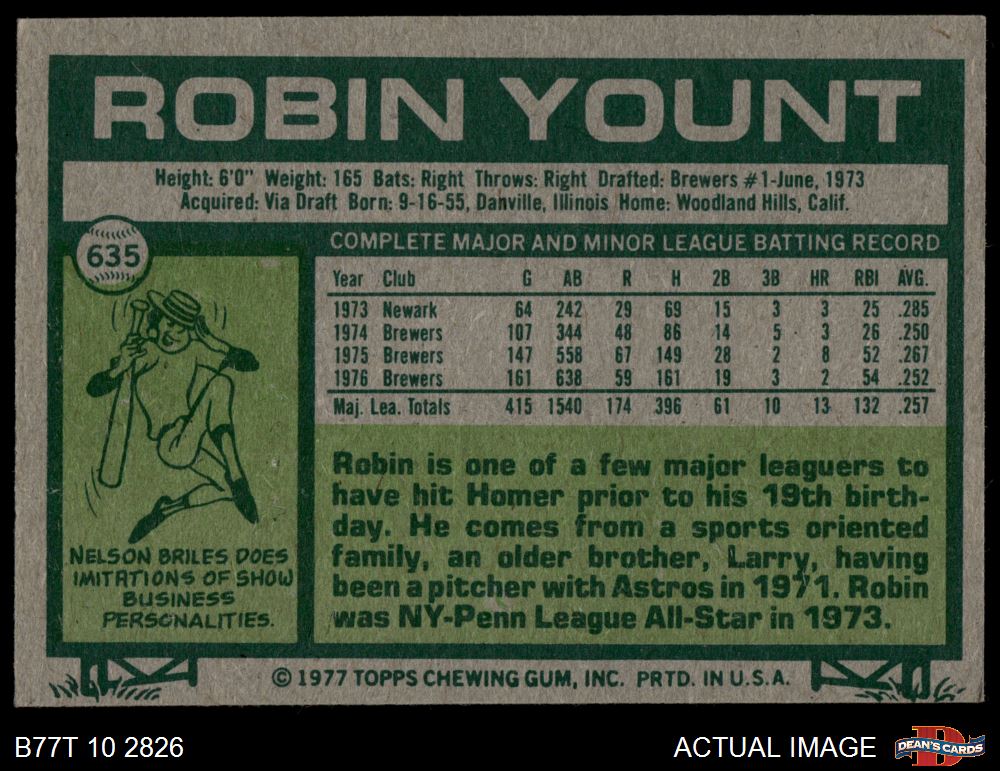 ROBIN YOUNT
Height: 6'0" Weight: 165 Bats: Right Throws: Right Drafted: Brewers #1-June, 1973
Acquired: Via Draft Born: 9-16-55, Danville, Illinois Home: Woodland Hills, Calif.
635
COMPLETE MAJOR AND MINOR LEAGUE BATTING RECORD
Year Club G AB R H 2B 3B HR RBI AVG.
1973 Newark 64 242 29 69 15 3 3 25 .285
1974 Brewers 107 344 48 86 14 5 3 26 .250
1975 Brewers 147 558 67 149 28 2 8 52 .267
1976 Brewers 161 638 59 161 19 3 2 54 .252
Maj. Lea. Totals 415 1540 174 396 61 10 13 132 .257
NELSON BRILES DOES
IMITATIONS OF SHOW
BUSINESS
PERSONALITIES.
Robin is one of a few major leaguers to
have hit Homer prior to his 19th birth-
day. He comes from a sports oriented
family, an older brother, Larry, having
been a pitcher with Astros in 1971. Robin
was NY-Penn League All-Star in 1973.
© 1977 TOPPS CHEWING GUM, INC. PRTD. IN U.S.A.
B77T 10 2826
ACTUAL IMAGE
D
DEAN'S CARDS